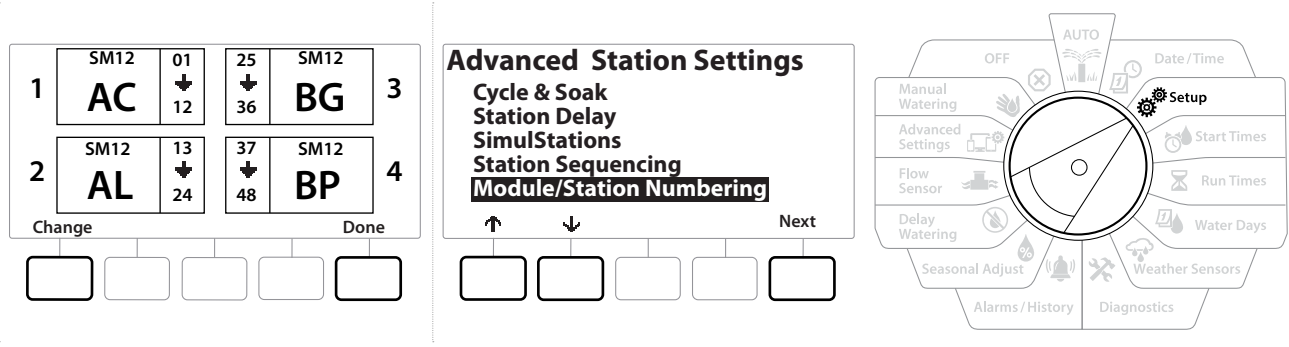 SM12 01 25 SM12
1 AC 12 36 BG 3
SM12 13 37 SM12
2 AL 24 48 BP 4
Change Done
Advanced Station Settings
Cycle & Soak
Station Delay
SimulStations
Station Sequencing
Module/Station Numbering
Next
AUTO
OFF
Date/Time
Manual
Watering
Setup
Advanced
Settings
Start Times
Flow
Sensor
Run Times
Delay
Watering
Water Days
Seasonal Adjust
Weather Sensors
Alarms/History
Diagnostics
1
1
%